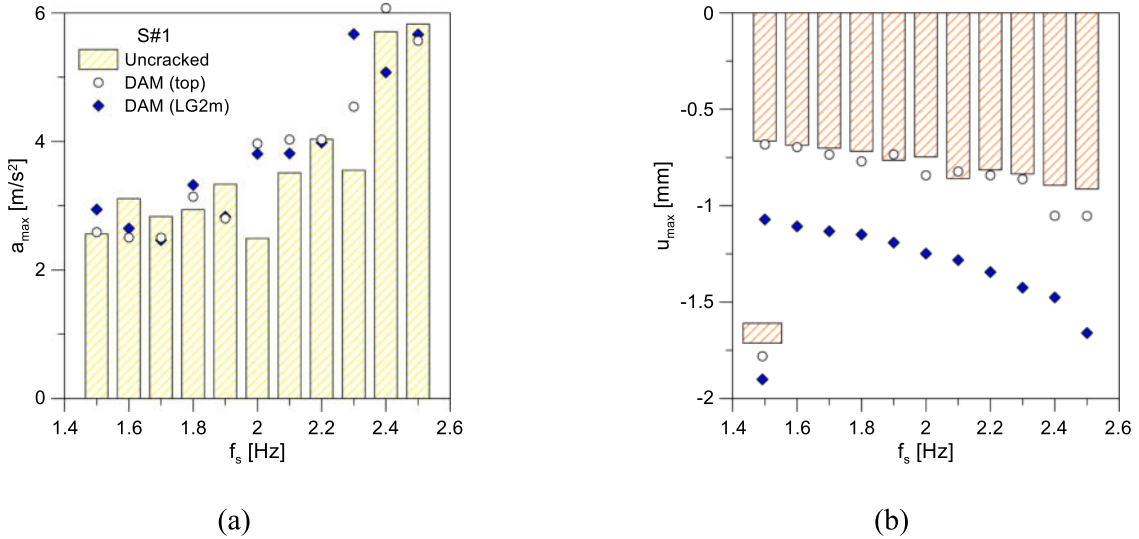 S#1
Uncracked
DAM (top)
DAM (LG2m)
6
4
2
0
a_max [m/s²]
1.4 1.6 1.8 2 2.2 2.4 2.6
f_s [Hz]
(a)
0
-0.5
-1
-1.5
-2
u_max [mm]
1.4 1.6 1.8 2 2.2 2.4 2.6
f_s [Hz]
(b)